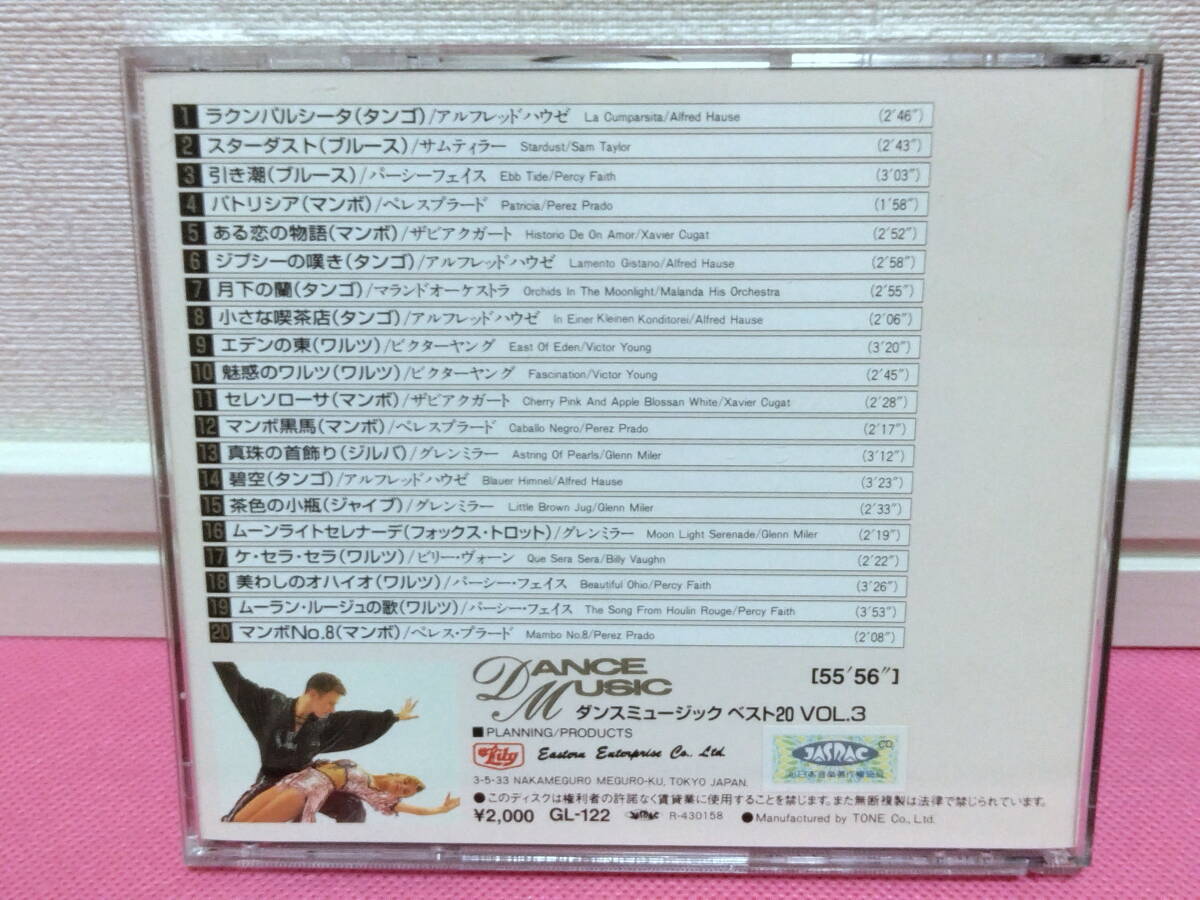 1 ラクンバルシータ(タンゴ)/アルフレッドハウゼ La Cumparsita/Alfred Hause (2′46″)
2 スターダスト(ブルース)/サムティラー Stardust/Sam Taylor (2′43″)
3 引き潮(ブルース)/パーシーフェイス Ebb Tide/Percy Faith (3′03″)
4 パトリシア(マンボ)/ペレスプラード Patricia/Perez Prado (1′58″)
5 ある恋の物語(マンボ)/ザビアクガート Historio De On Amor/Xavier Cugat (2′52″)
6 ジプシーの嘆き(タンゴ)/アルフレッドハウゼ Lamento Gistano/Alfred Hause (2′58″)
7 月下の蘭(タンゴ)/マランドオーケストラ Orchids In The Moonlight/Malanda His Orchestra (2′55″)
8 小さな喫茶店(タンゴ)/アルフレッドハウゼ In Einer Kleinen Konditorei/Alfred Hause (2′06″)
9 エデンの東(ワルツ)/ビクターヤング East Of Eden/Victor Young (3′20″)
10 魅惑のワルツ(ワルツ)/ビクターヤング Fascination/Victor Young (2′45″)
11 セレソローサ(マンボ)/ザビアクガート Cherry Pink And Apple Blossan White/Xavier Cugat (2′28″)
12 マンボ黒馬(マンボ)/ペレスプラード Caballo Negro/Perez Prado (2′17″)
13 真珠の首飾り(ジルバ)/グレンミラー Astring Of Pearls/Glenn Miler (3′12″)
14 碧空(タンゴ)/アルフレッドハウゼ Blauer Himnel/Alfred Hause (3′23″)
15 茶色の小瓶(ジャイブ)/グレンミラー Little Brown Jug/Glenn Miler (2′33″)
16 ムーンライトセレナーデ(フォックス・トロット)/グレンミラー Moon Light Serenade/Glenn Miler (2′19″)
17 ケ・セラ・セラ(ワルツ)/ビリー・ヴォーン Que Sera Sera/Billy Vaughn (2′22″)
18 美わしのオハイオ(ワルツ)/パーシー・フェイス Beautiful Ohio/Percy Faith (3′26″)
19 ムーラン・ルージュの歌(ワルツ)/パーシー・フェイス The Song From Houlin Rouge/Percy Faith (3′53″)
20 マンボNo.8(マンボ)/ペレス・プラード Mambo No.8/Perez Prado (2′08″)
DANCE
MUSIC
[55′56″]
ダンスミュージック ベスト20 VOL.3
■PLANNING/PRODUCTS
Lily Eastern Enterprise Co., Ltd.
JASRAC CD
日本音楽著作権協会
3-5-33 NAKAMEGURO MEGURO-KU, TOKYO JAPAN.
●このディスクは権利者の許諾なく賃貸業に使用することを禁じます。また無断複製は法律で禁じられています。
¥2,000 GL-122 JASRAC R-430158 ●Manufactured by TONE Co., Ltd.